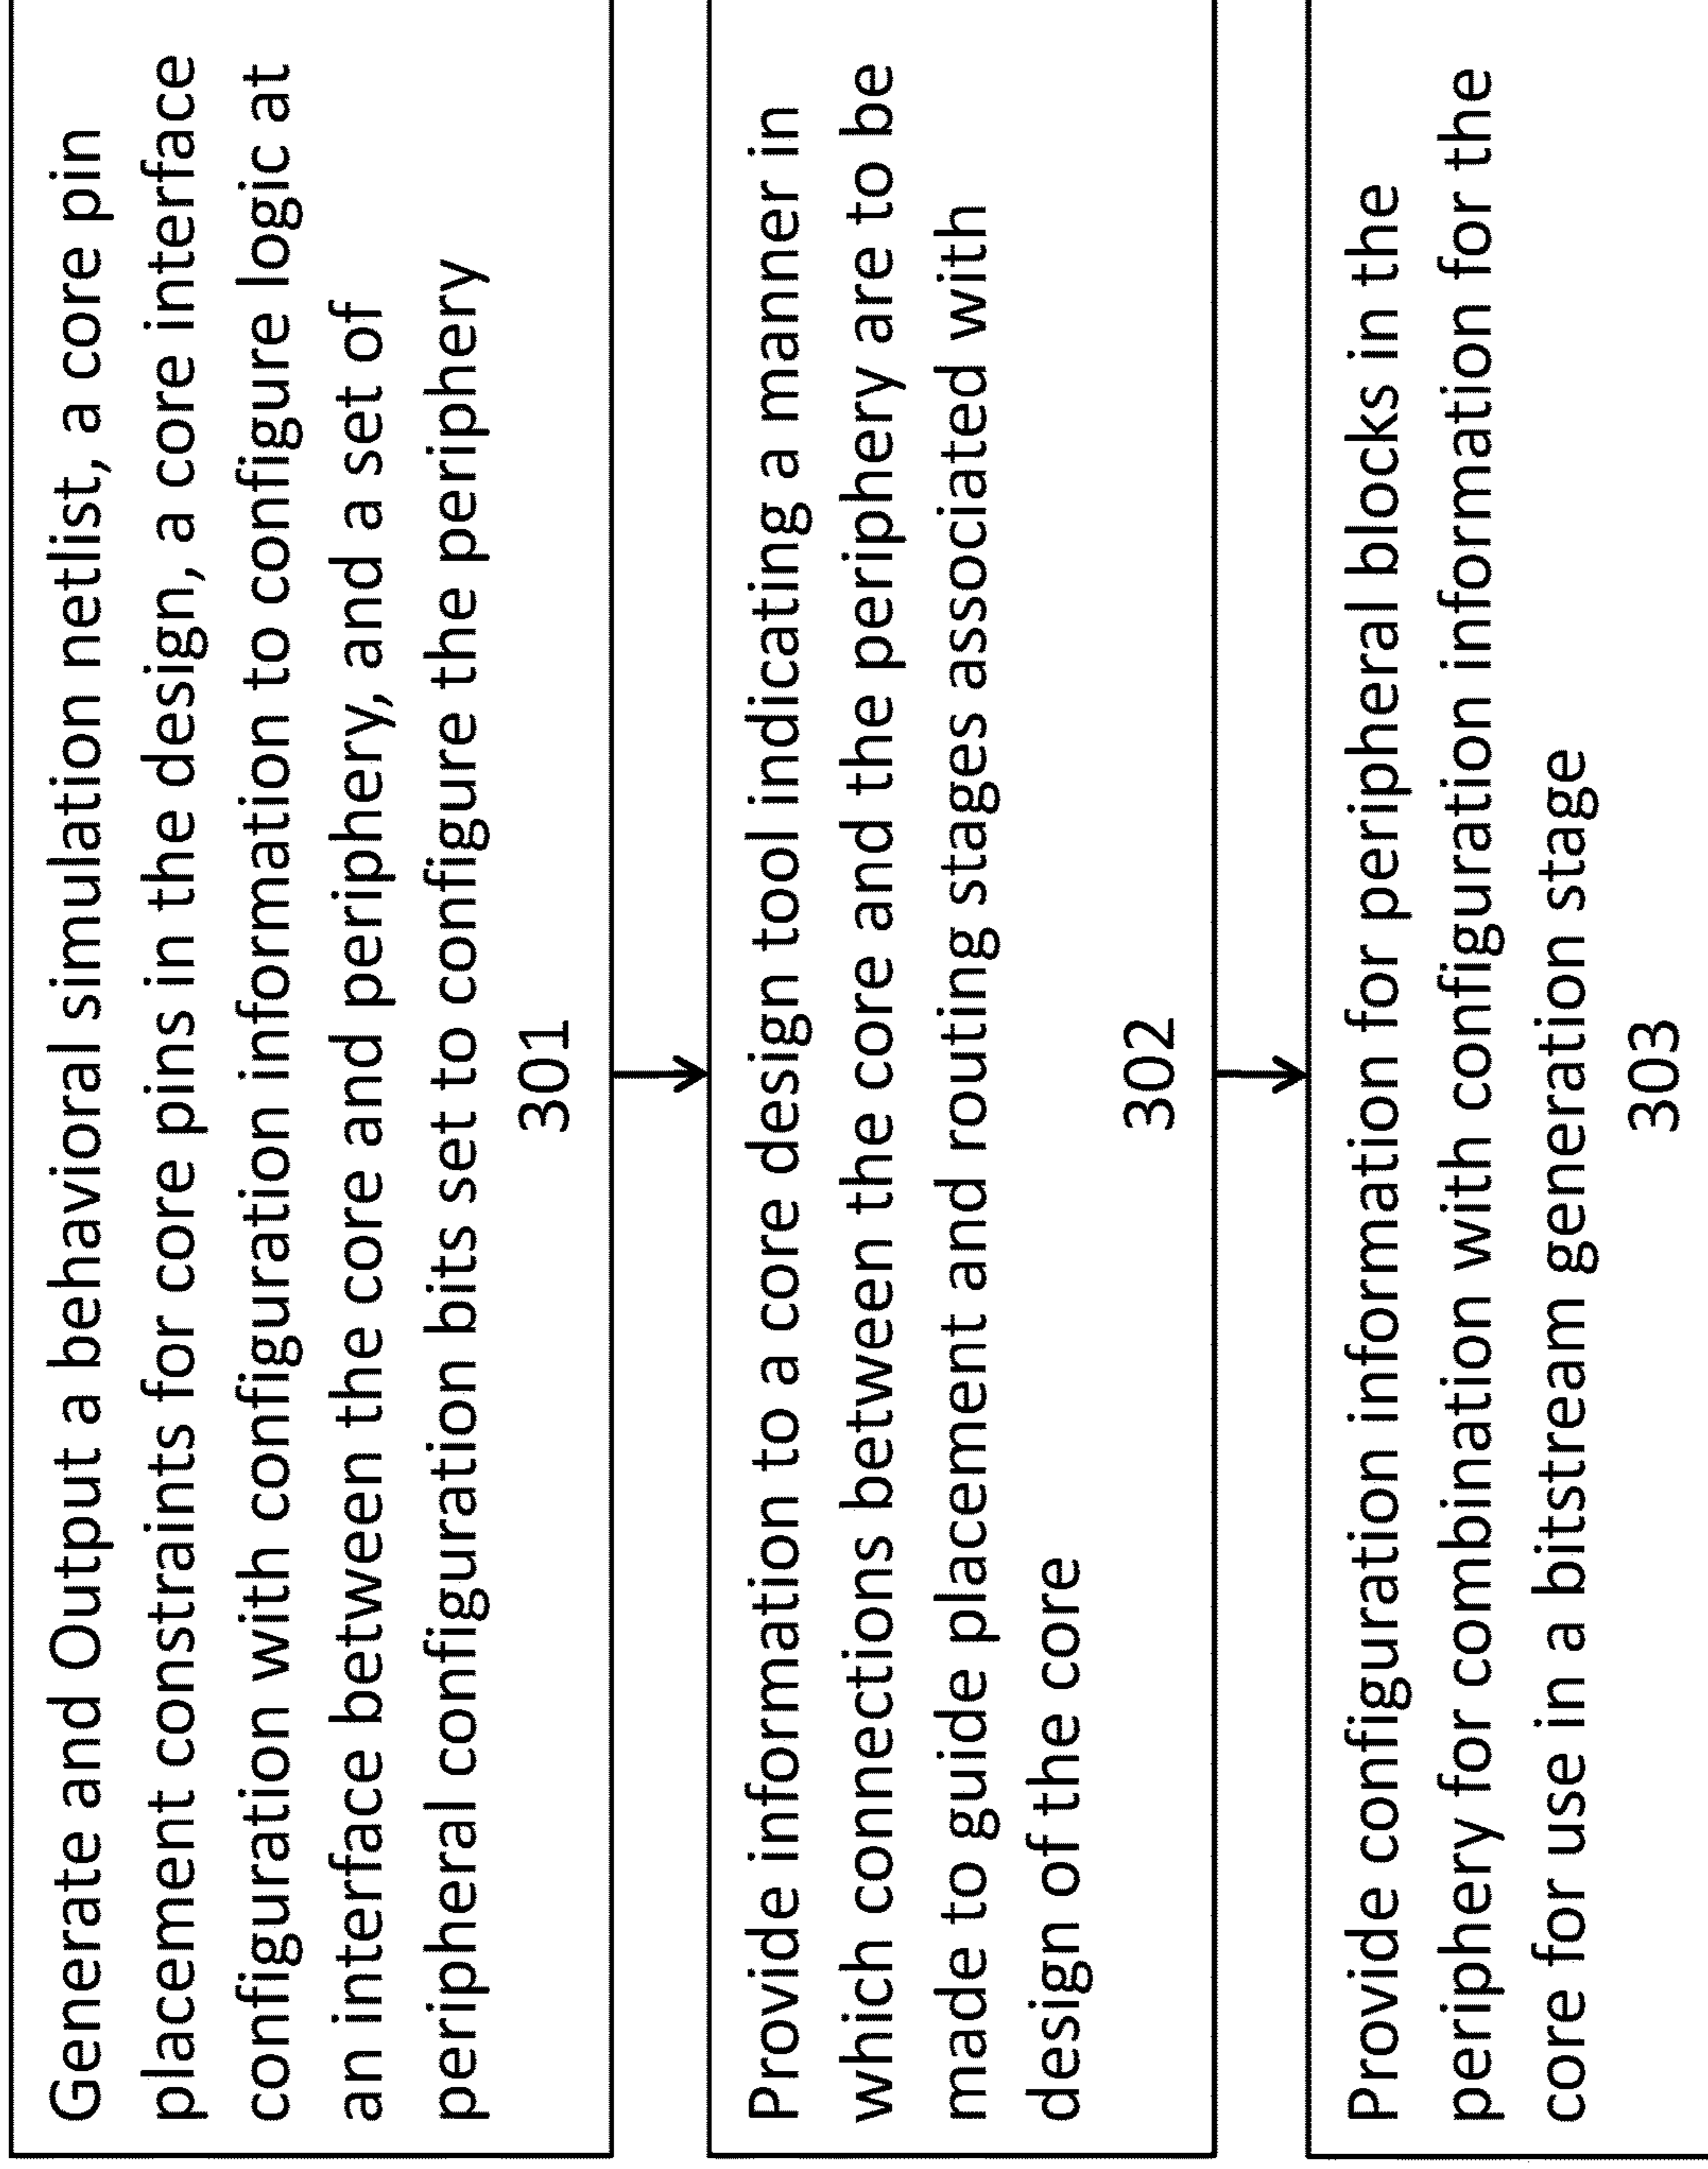 Generate and Output a behavioral simulation netlist, a core pin
placement constraints for core pins in the design, a core interface
configuration with configuration information to configure logic at
an interface between the core and periphery, and a set of
peripheral configuration bits set to configure the periphery
301
Provide information to a core design tool indicating a manner in
which connections between the core and the periphery are to be
made to guide placement and routing stages associated with
design of the core
302
Provide configuration information for peripheral blocks in the
periphery for combination with configuration information for the
core for use in a bitstream generation stage
303